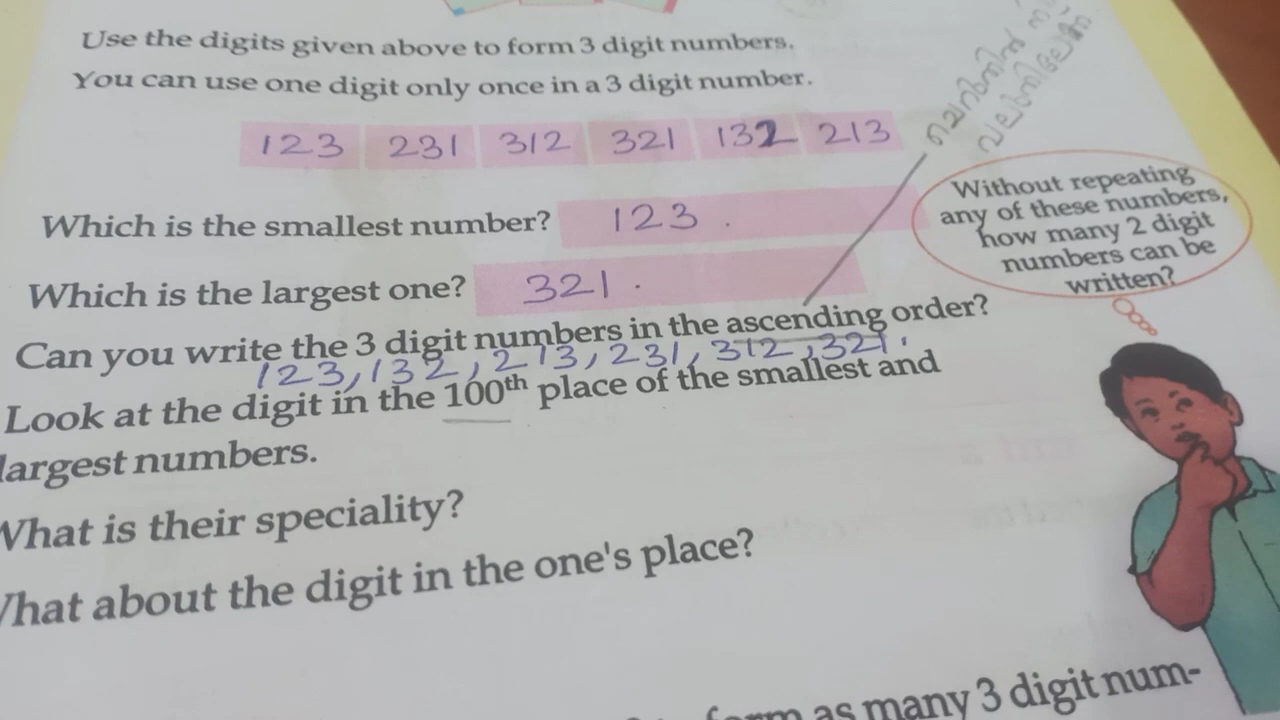 Use the digits given above to form 3 digit numbers.
You can use one digit only once in a 3 digit number.
123 231 312 321 132 213
Which is the smallest number? 123 .
Which is the largest one? 321 .
Can you write the 3 digit numbers in the ascending order?
123, 132, 213, 231, 312, 321.
Look at the digit in the 100th place of the smallest and
largest numbers.
What is their speciality?
What about the digit in the one's place?
form as many 3 digit num-
Without repeating
any of these numbers,
how many 2 digit
numbers can be
written?